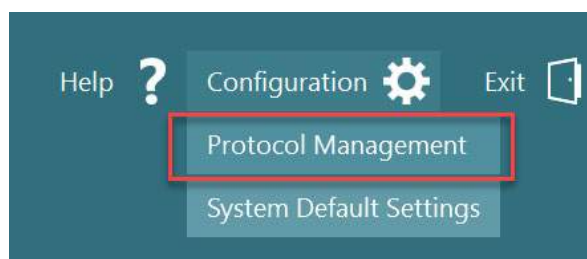 Help ? Configuration Exit
Protocol Management
System Default Settings